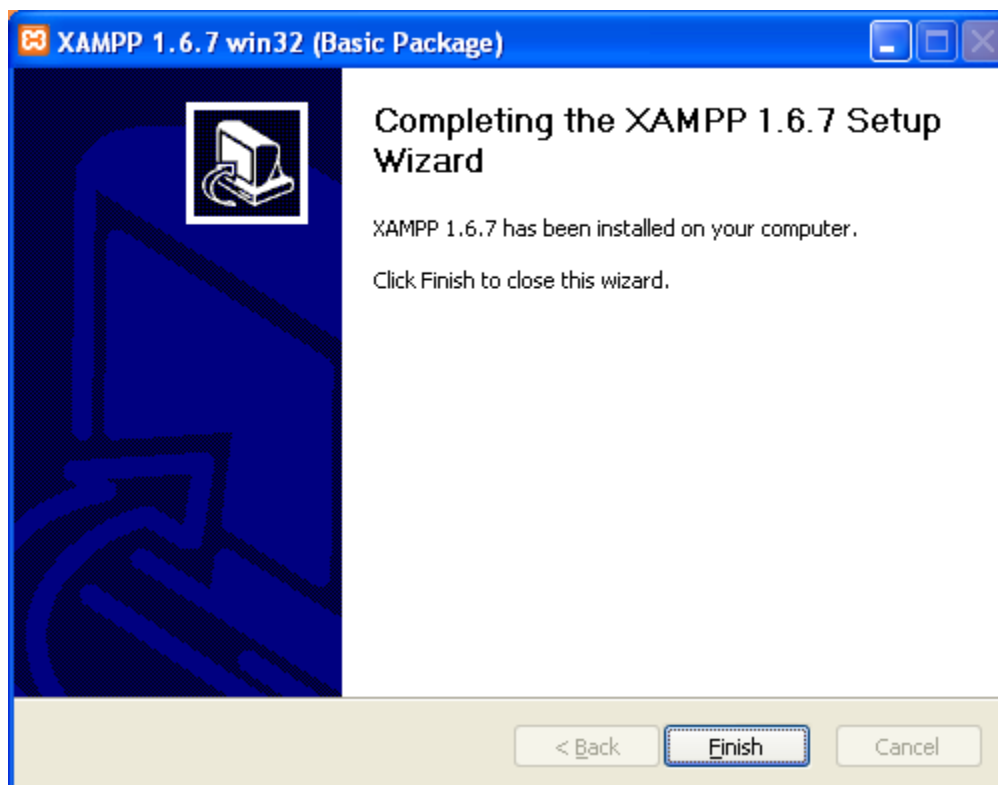 XAMPP 1.6.7 win32 (Basic Package)
Completing the XAMPP 1.6.7 Setup
Wizard
XAMPP 1.6.7 has been installed on your computer.
Click Finish to close this wizard.
< Back
Finish
Cancel